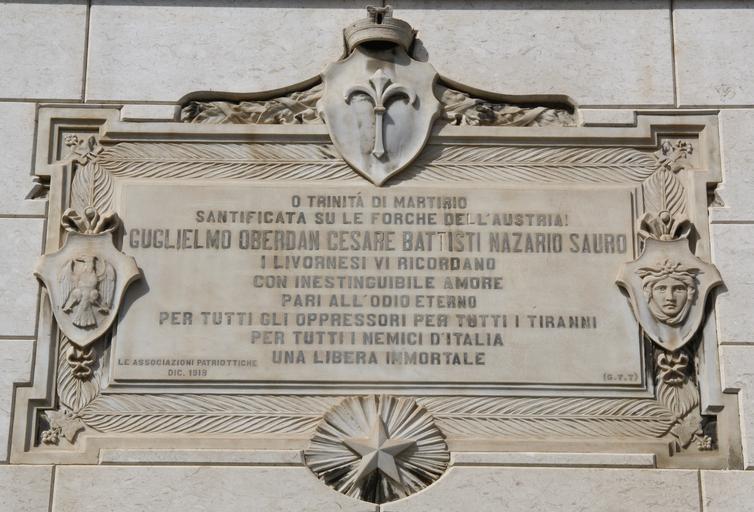 O TRINITÁ DI MARTIRIO
SANTIFICATA SU LE FORCHE DELL'AUSTRIA!
GUGLIELMO OBERDAN CESARE BATTISTI NAZARIO SAURO
I LIVORNESI VI RICORDANO
CON INESTINGUIBILE AMORE
PARI ALL'ODIO ETERNO
PER TUTTI GLI OPPRESSORI PER TUTTI I TIRANNI
PER TUTTI I NEMICI D'ITALIA
UNA LIBERA IMMORTALE
LE ASSOCIAZIONI PATRIOTTICHE
DIC. 1918
(G.T.T)